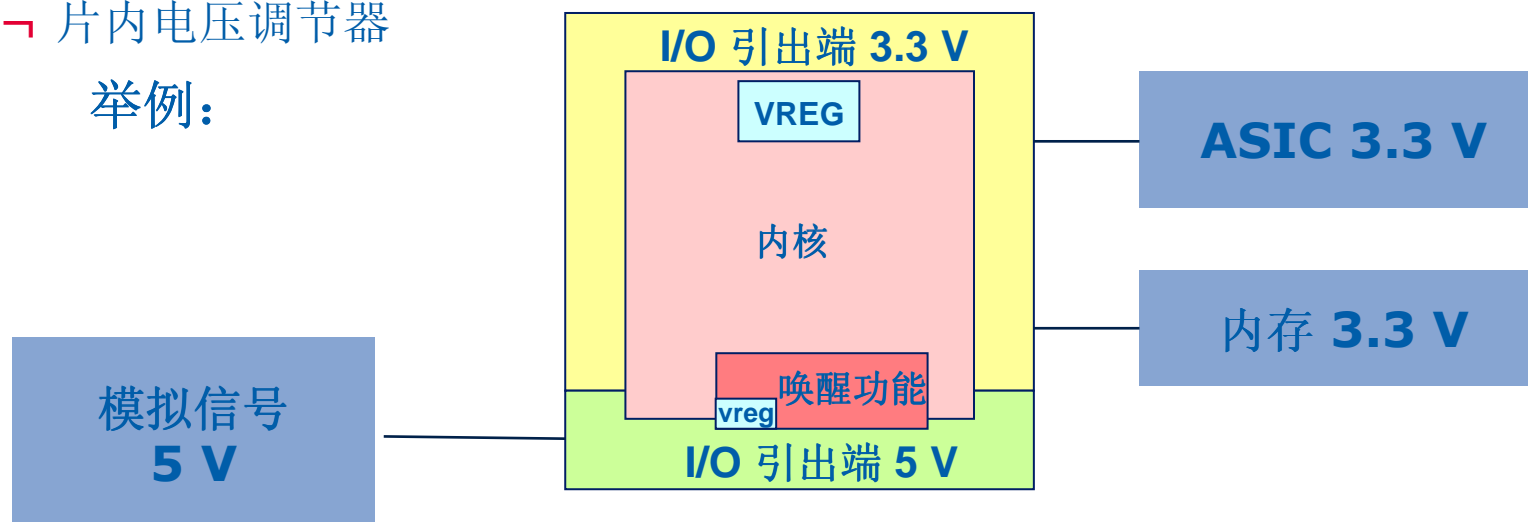 片内电压调节器
举例：
I/O 引出端 3.3 V
VREG
ASIC 3.3 V
内核
内存 3.3 V
唤醒功能
vreg
模拟信号
5 V
I/O 引出端 5 V